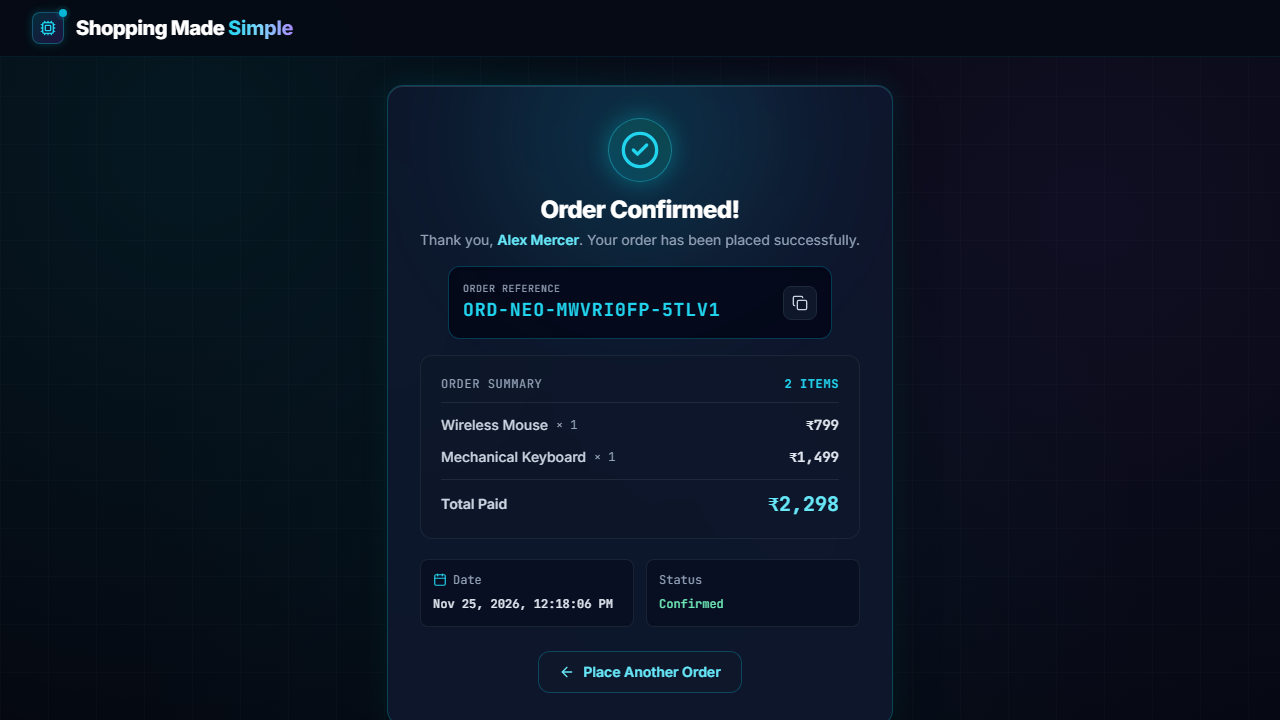 Shopping Made Simple
Order Confirmed!
Thank you, Alex Mercer. Your order has been placed successfully.
ORDER REFERENCE
ORD-NEO-MWVRI0FP-5TLV1
ORDER SUMMARY 2 ITEMS
Wireless Mouse × 1 ₹799
Mechanical Keyboard × 1 ₹1,499
Total Paid ₹2,298
Date
Nov 25, 2026, 12:18:06 PM
Status
Confirmed
Place Another Order